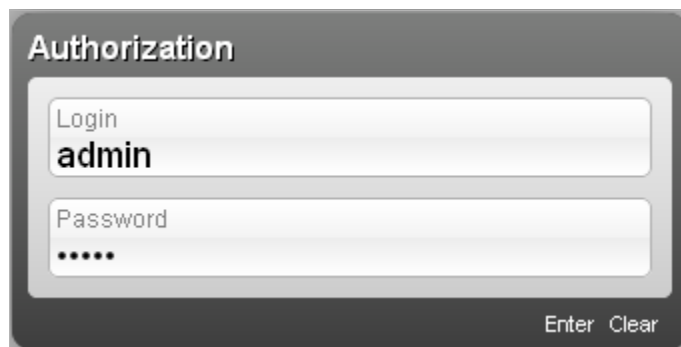 Authorization
Login
admin
Password
•••••
Enter Clear